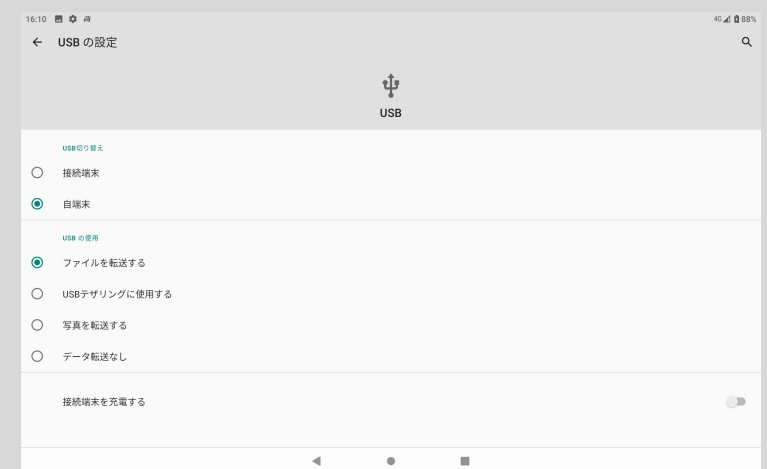 16:10 4G 88%
USB の設定
USB
USB切り替え
接続端末
自端末
USB の使用
ファイルを転送する
USBテザリングに使用する
写真を転送する
データ転送なし
接続端末を充電する